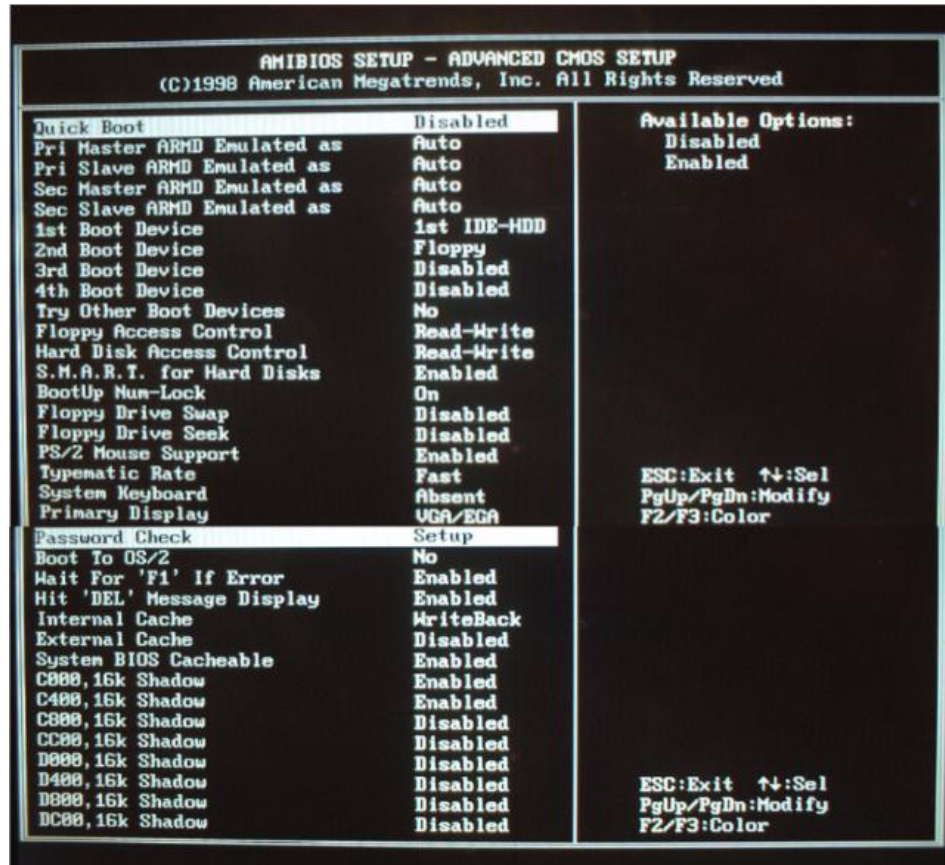 AMIBIOS SETUP - ADVANCED CMOS SETUP
(C)1998 American Megatrends, Inc. All Rights Reserved
Quick Boot Disabled
Pri Master ARMD Emulated as Auto
Pri Slave ARMD Emulated as Auto
Sec Master ARMD Emulated as Auto
Sec Slave ARMD Emulated as Auto
1st Boot Device 1st IDE-HDD
2nd Boot Device Floppy
3rd Boot Device Disabled
4th Boot Device Disabled
Try Other Boot Devices No
Floppy Access Control Read-Write
Hard Disk Access Control Read-Write
S.M.A.R.T. for Hard Disks Enabled
BootUp Num-Lock On
Floppy Drive Swap Disabled
Floppy Drive Seek Disabled
PS/2 Mouse Support Enabled
Typematic Rate Fast
System Keyboard Absent
Primary Display VGA/EGA
Available Options:
Disabled
Enabled
ESC:Exit ↑↓:Sel
PgUp/PgDn:Modify
F2/F3:Color
Password Check Setup
Boot To OS/2 No
Wait For 'F1' If Error Enabled
Hit 'DEL' Message Display Enabled
Internal Cache WriteBack
External Cache Disabled
System BIOS Cacheable Enabled
C000,16k Shadow Enabled
C400,16k Shadow Enabled
C800,16k Shadow Disabled
CC00,16k Shadow Disabled
D000,16k Shadow Disabled
D400,16k Shadow Disabled
D800,16k Shadow Disabled
DC00,16k Shadow Disabled
ESC:Exit ↑↓:Sel
PgUp/PgDn:Modify
F2/F3:Color